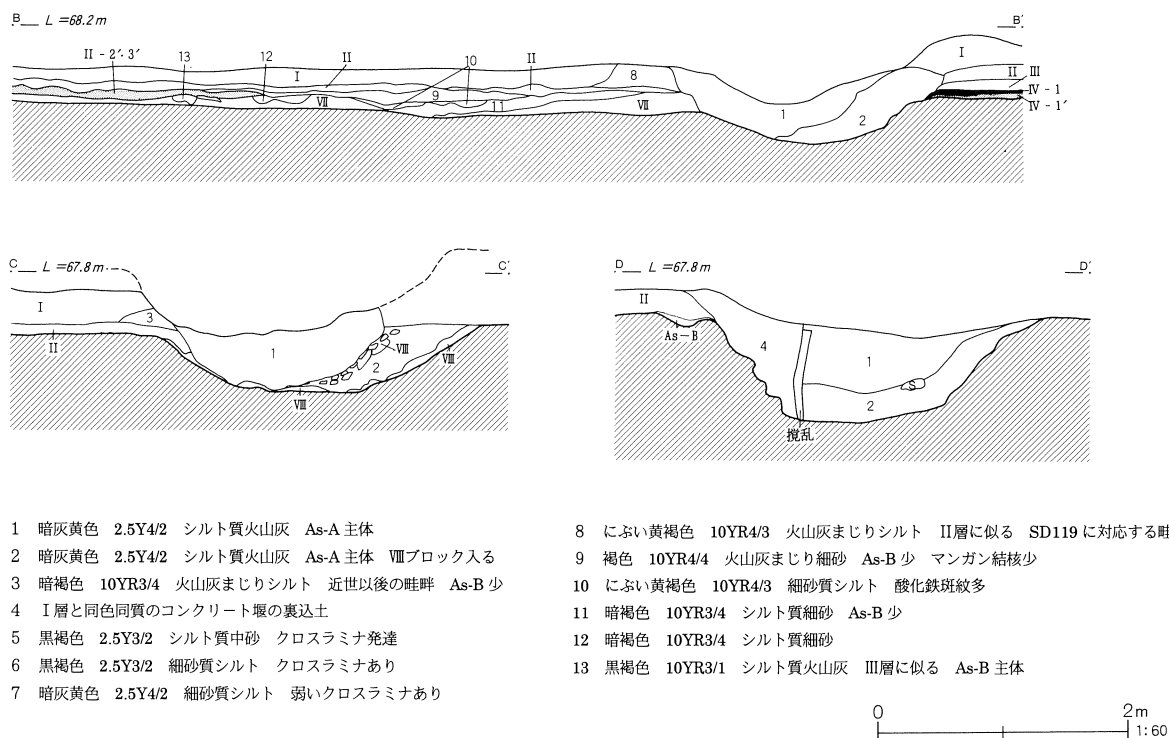 B L=68.2m B′
II-2′・3′ 13 12 II 10 II 8 I
I 9 II III
VII 11 VII IV-1
1 2 IV-1′
C L=67.8m C′
I 3
II 1 VIII 2 VIII
VIII
D L=67.8m D′
II
As-B 4 1
S
2
撹乱
1 暗灰黄色 2.5Y4/2 シルト質火山灰 As-A主体
2 暗灰黄色 2.5Y4/2 シルト質火山灰 As-A主体 Ⅷブロック入る
3 暗褐色 10YR3/4 火山灰まじりシルト 近世以後の畦畔 As-B少
4 Ⅰ層と同色同質のコンクリート堰の裏込土
5 黒褐色 2.5Y3/2 シルト質中砂 クロスラミナ発達
6 黒褐色 2.5Y3/2 細砂質シルト クロスラミナあり
7 暗灰黄色 2.5Y4/2 細砂質シルト 弱いクロスラミナあり
8 にぶい黄褐色 10YR4/3 火山灰まじりシルト Ⅱ層に似る SD119に対応する畦
9 褐色 10YR4/4 火山灰まじり細砂 As-B少 マンガン結核少
10 にぶい黄褐色 10YR4/3 細砂質シルト 酸化鉄斑紋多
11 暗褐色 10YR3/4 シルト質細砂 As-B少
12 暗褐色 10YR3/4 シルト質細砂
13 黒褐色 10YR3/1 シルト質火山灰 Ⅲ層に似る As-B主体
0 2m
1:60